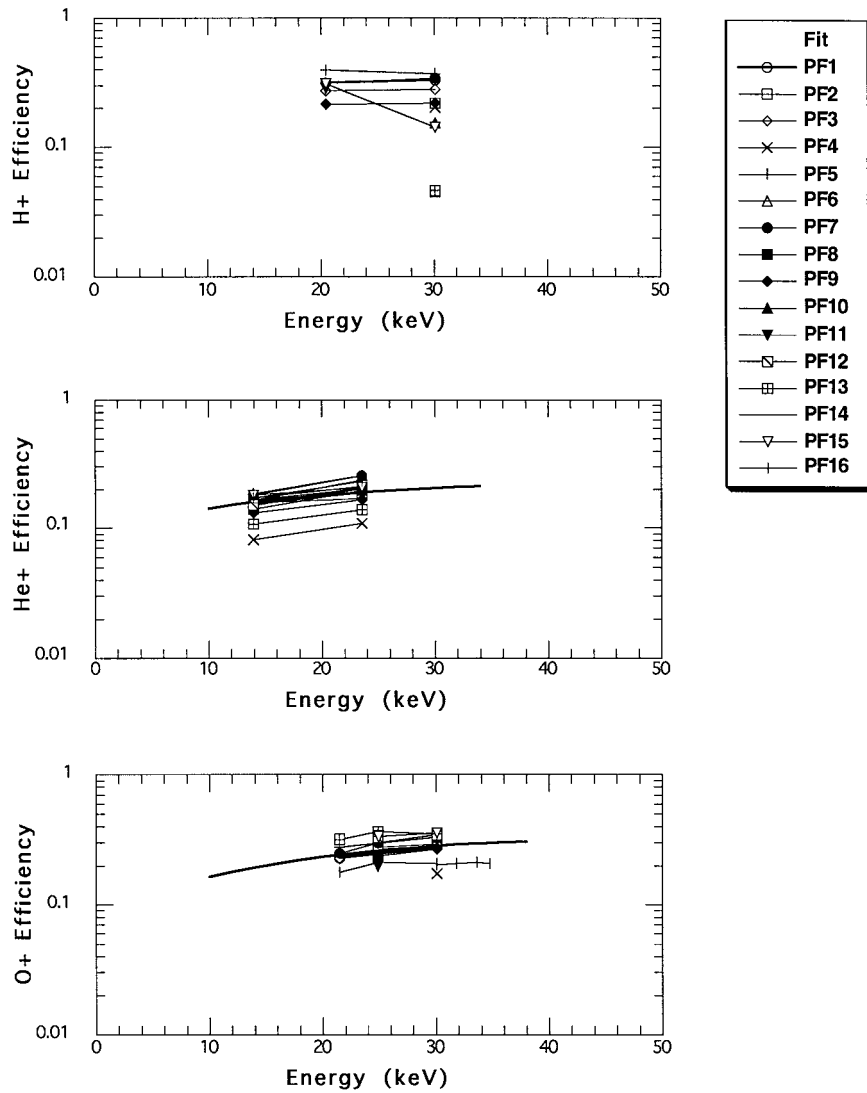 1
0.1
0.01
H+ Efficiency
0 10 20 30 40 50
Energy (keV)
1
0.1
0.01
He+ Efficiency
0 10 20 30 40 50
Energy (keV)
1
0.1
0.01
O+ Efficiency
0 10 20 30 40 50
Energy (keV)
Fit
PF1
PF2
PF3
PF4
PF5
PF6
PF7
PF8
PF9
PF10
PF11
PF12
PF13
PF14
PF15
PF16